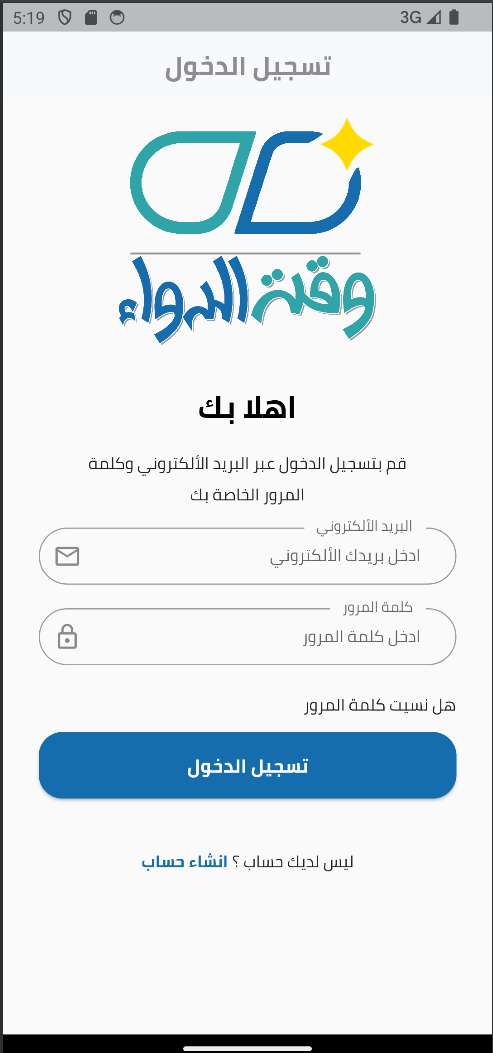 5:19
3G
تسجيل الدخول
وقت الدواء
اهلا بك
قم بتسجيل الدخول عبر البريد الألكتروني وكلمة
المرور الخاصة بك
البريد الألكتروني
ادخل بريدك الألكتروني
كلمة المرور
ادخل كلمة المرور
هل نسيت كلمة المرور
تسجيل الدخول
ليس لديك حساب ؟ انشاء حساب